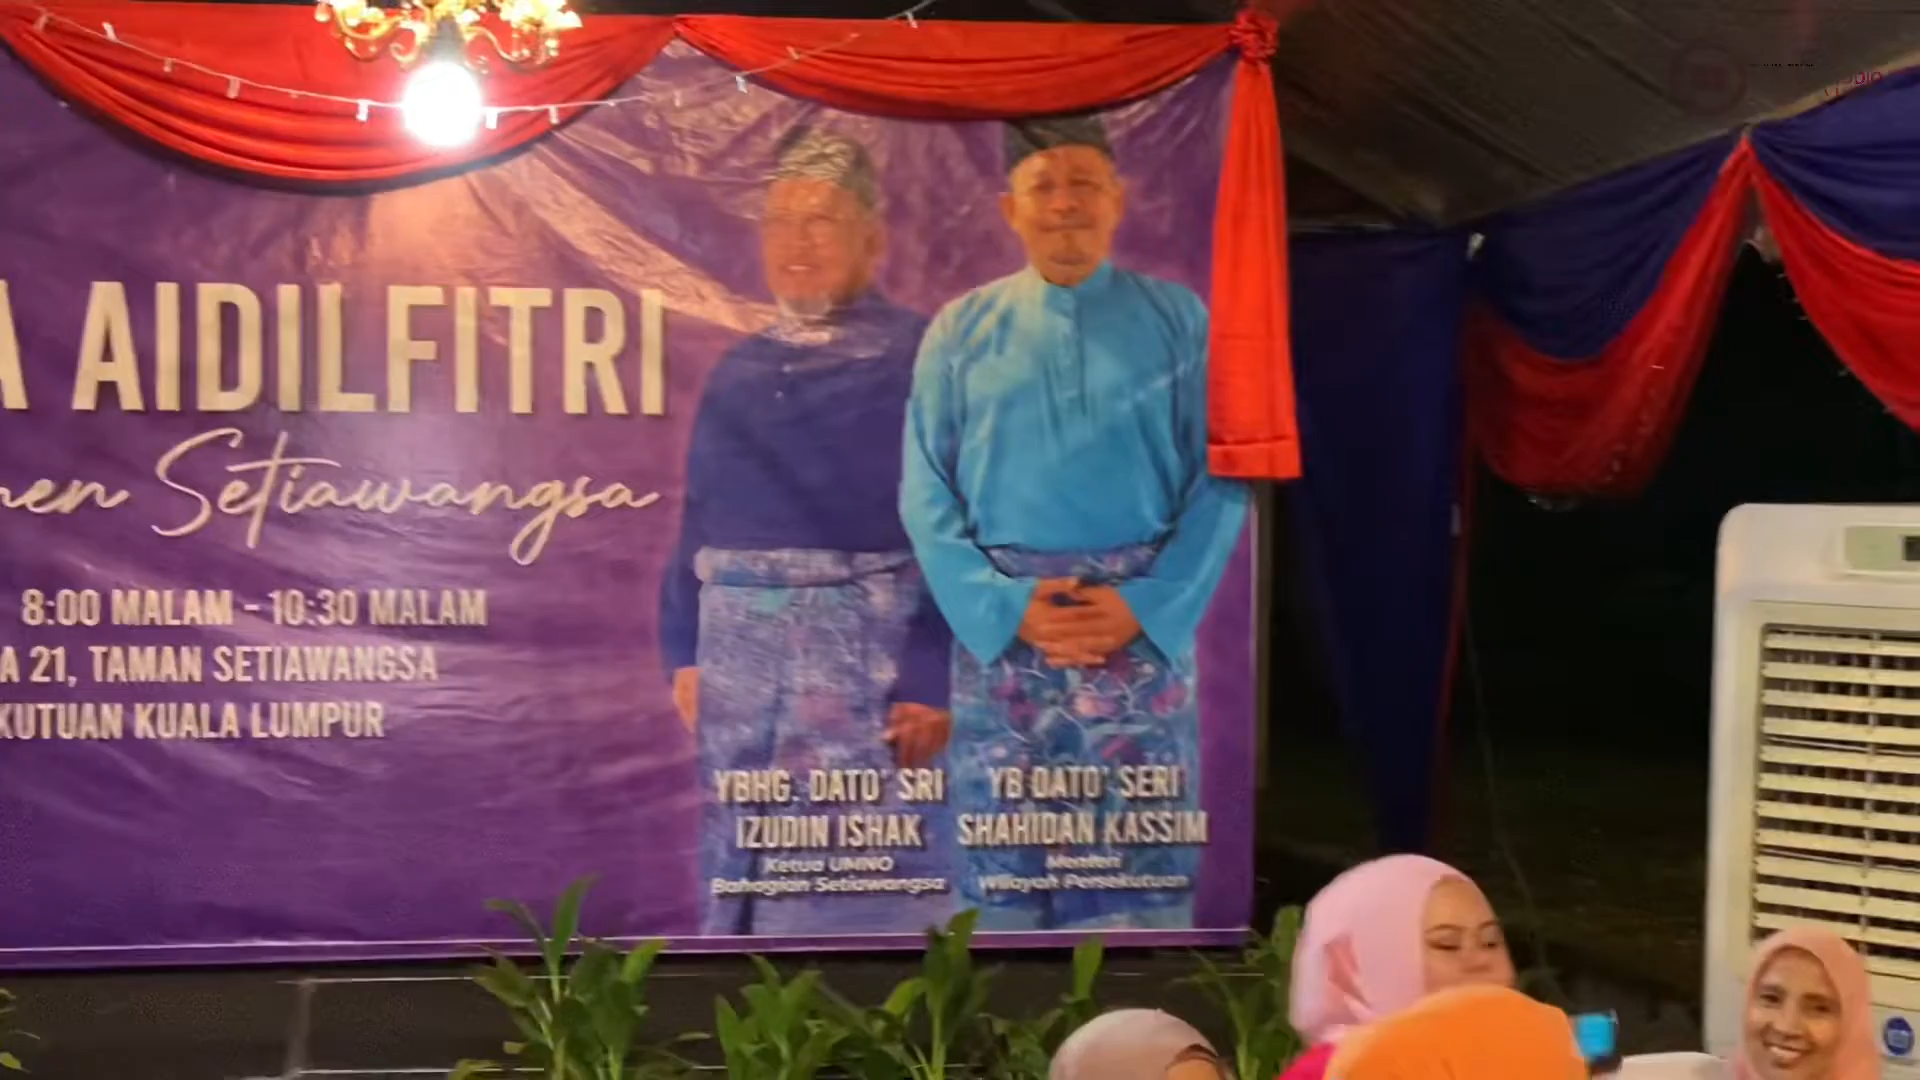 A AIDILFITRI
Setiawangsa
8:00 MALAM - 10:30 MALAM
A 21, TAMAN SETIAWANGSA
KUTUAN KUALA LUMPUR
YBHG. DATO' SRI
IZUDIN ISHAK
Ketua UMNO
Bahagian Setiawangsa
YB DATO' SERI
SHAHIDAN KASSIM
Menteri
Wilayah Persekutuan